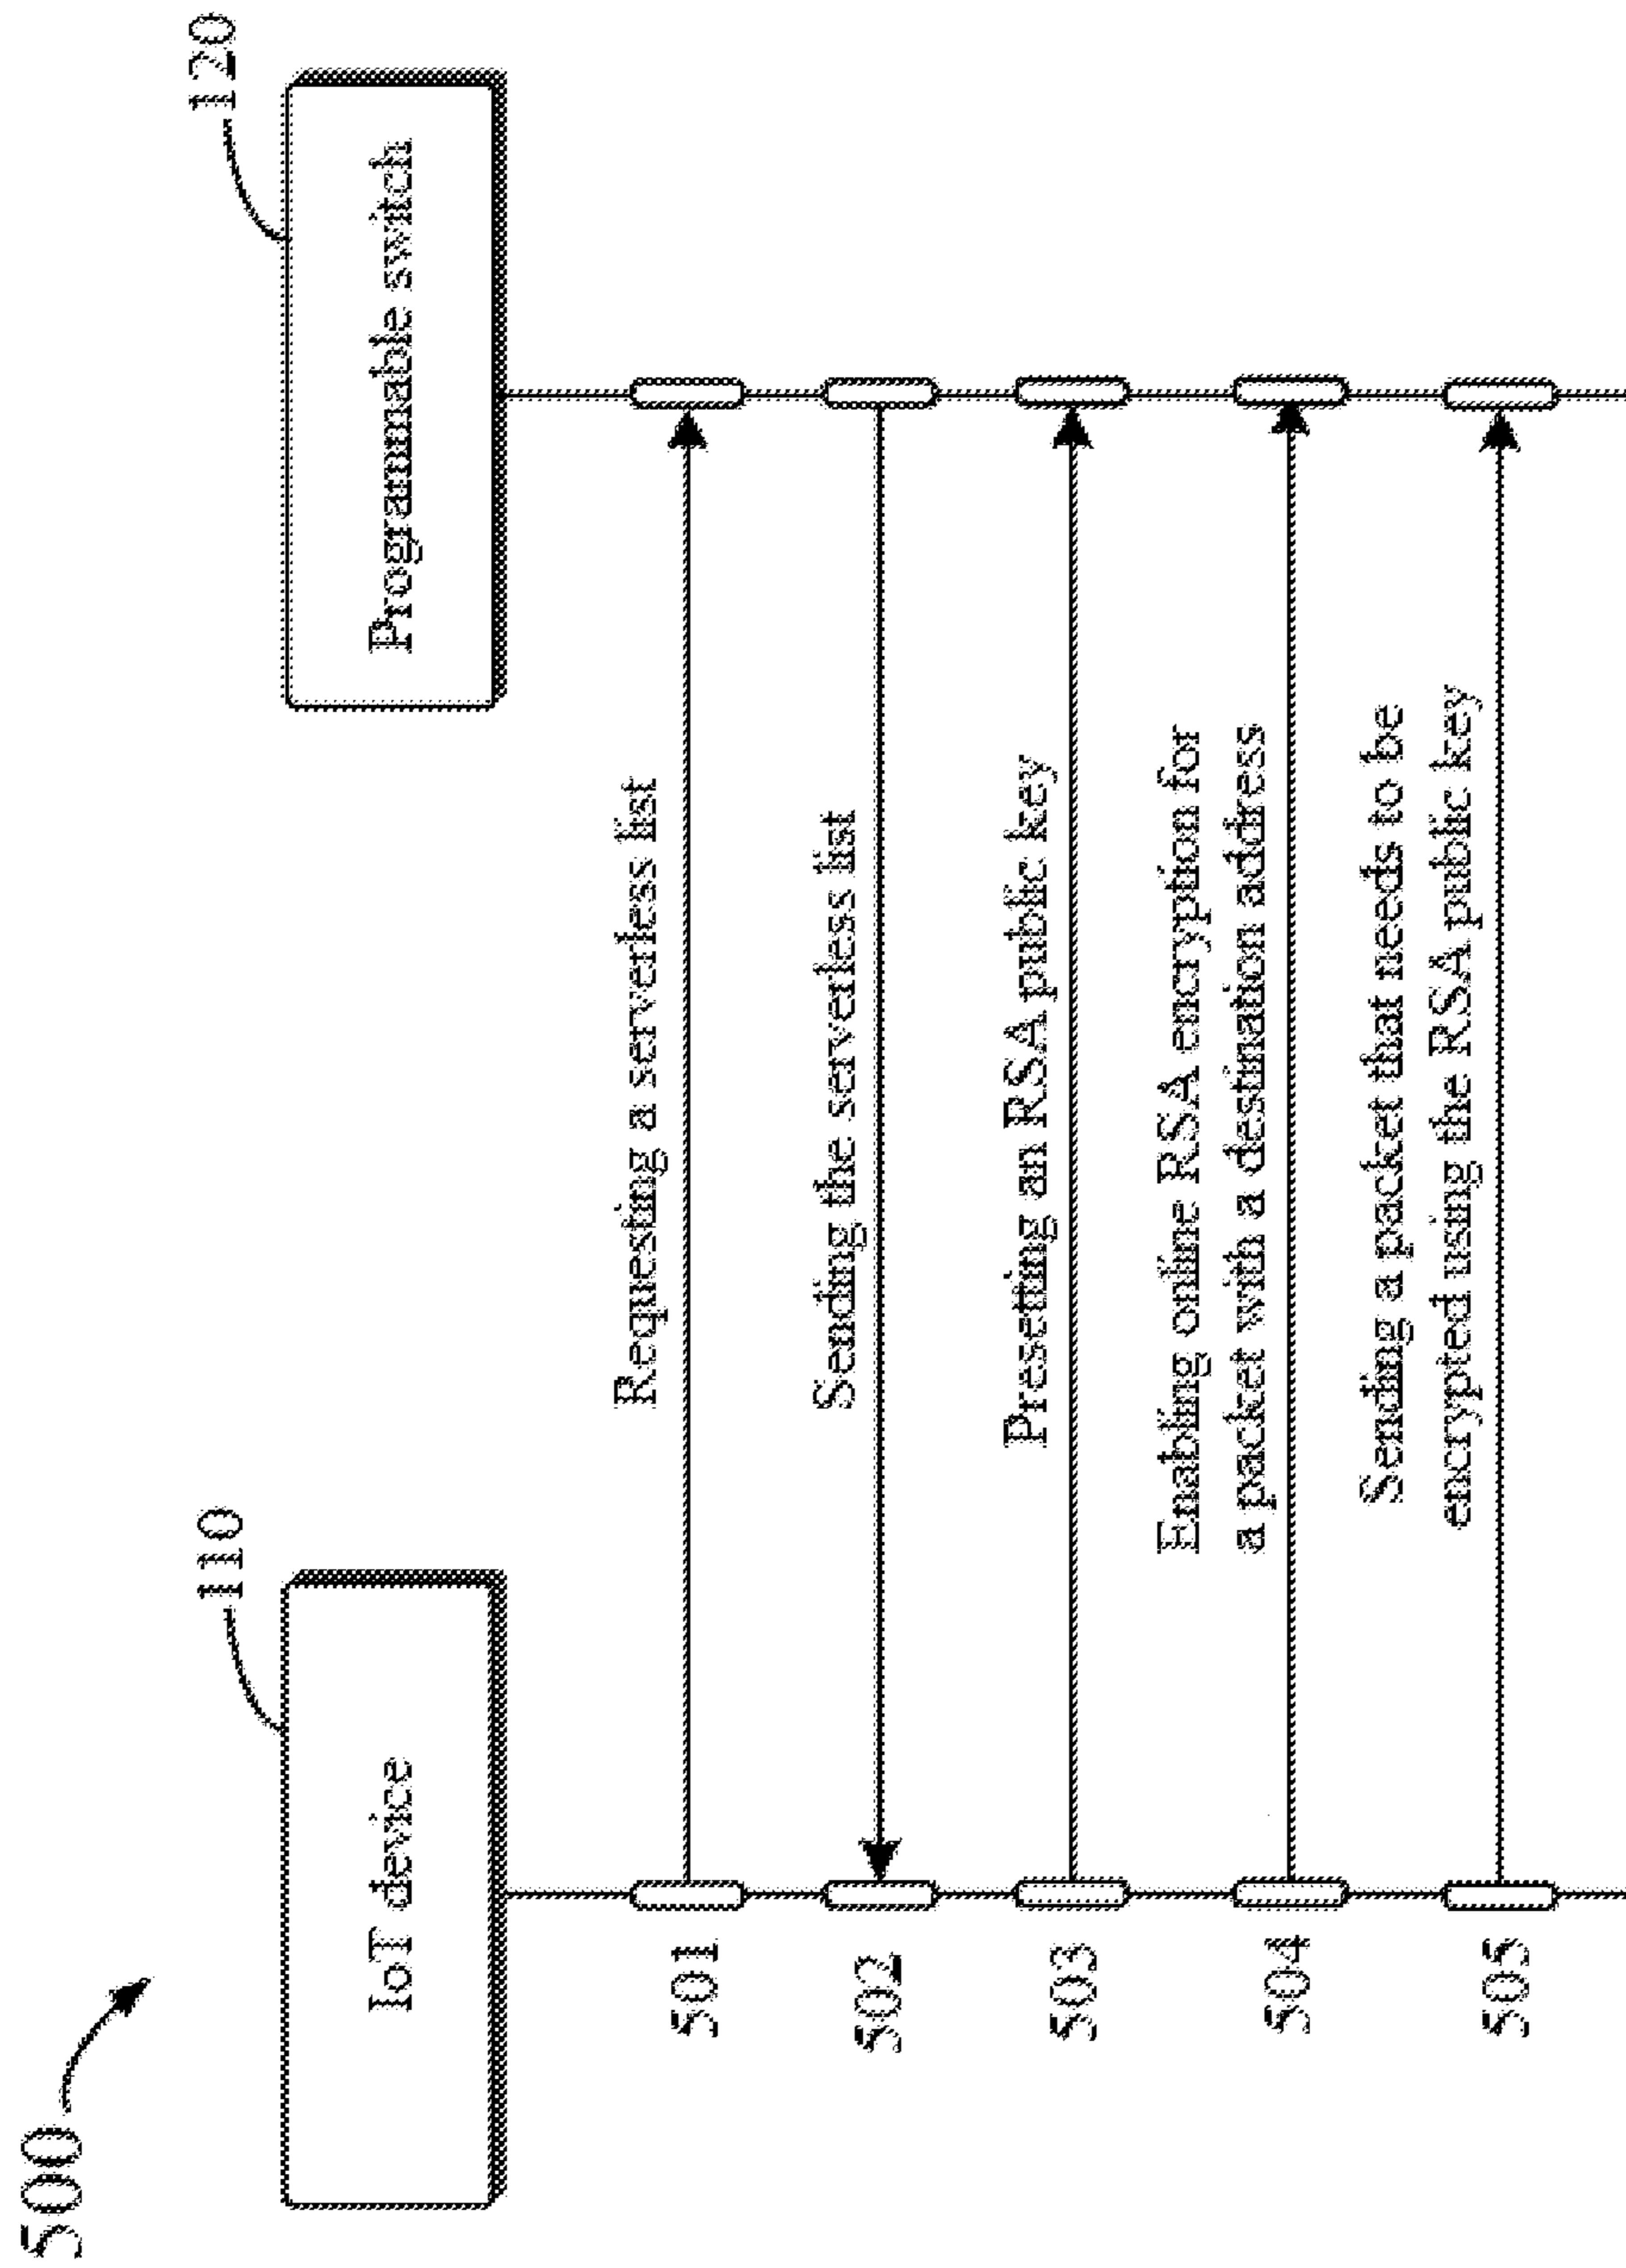 500
110
120
IoT device
Programmable switch
501
Requesting a serverless list
502
Sending the serverless list
503
Presetting an RSA public key
504
Enabling online RSA encryption for
a packet with a destination address
505
Sending a packet that needs to be
encrypted using the RSA public key